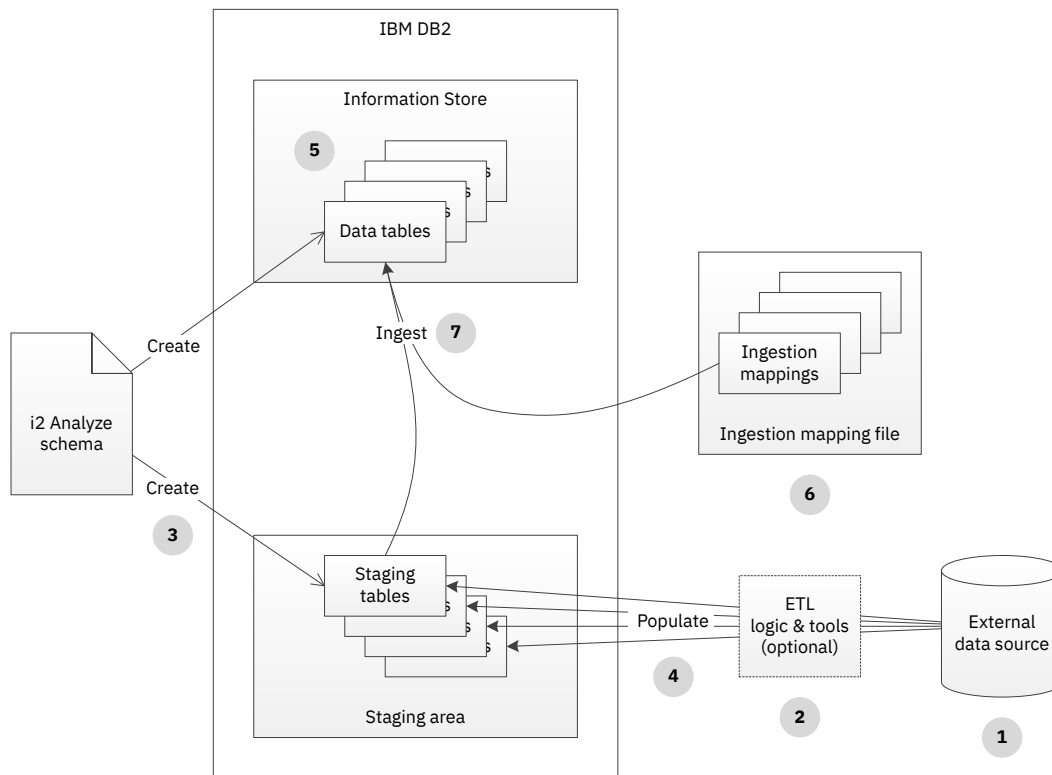 IBM DB2
Information Store
5
s
s
s
Data tables
Create
Ingest
7
Ingestion
mappings
Ingestion mapping file
6
i2 Analyze
schema
Create
3
Staging
tables
s
s
s
Staging area
Populate
4
ETL
logic & tools
(optional)
2
External
data source
1